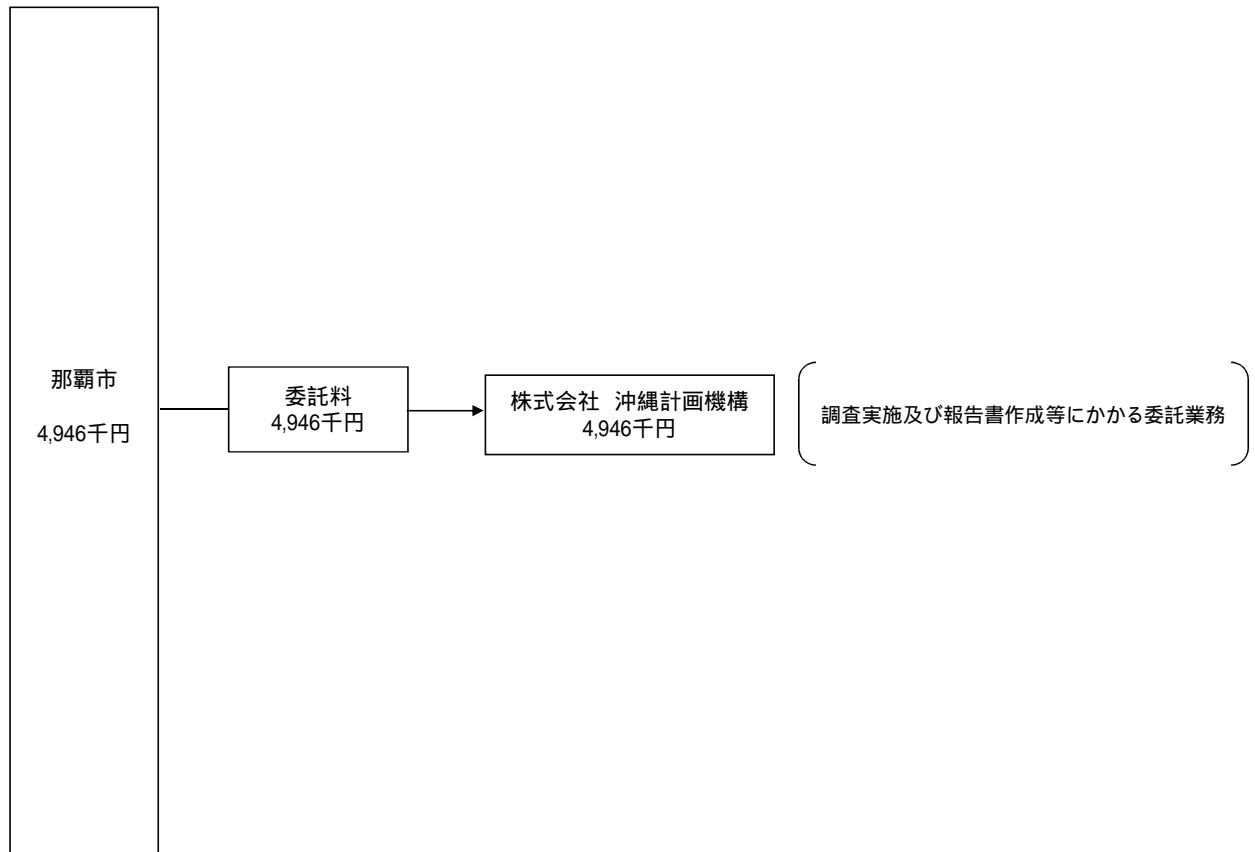 那覇市
4,946千円
委託料
4,946千円
株式会社 沖縄計画機構
4,946千円
調査実施及び報告書作成等にかかる委託業務